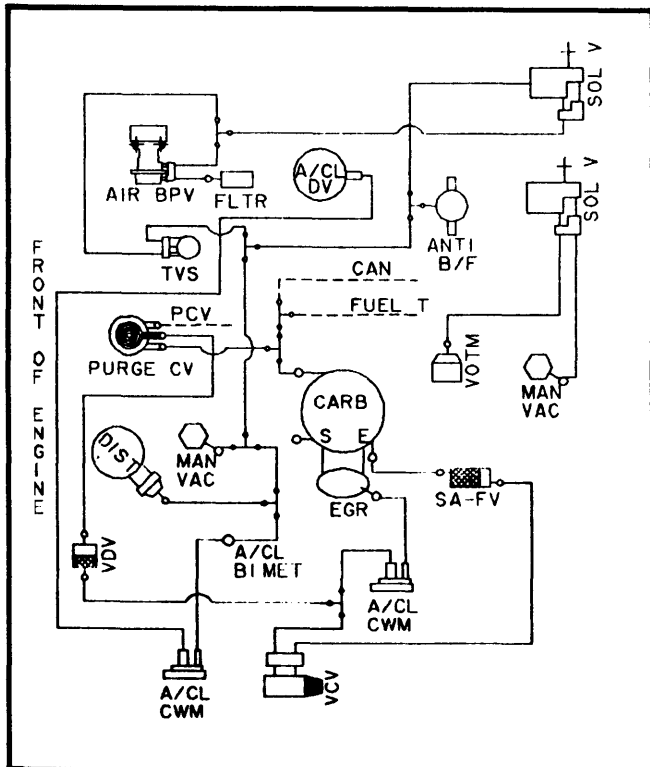 SOL V
A/CL
DV
AIR BPV
FLTR
SOL V
ANTI
B/F
TVS
CAN
FUEL T
PCV
PURGE CV
FRONT OF ENGINE
VOTM
MAN
VAC
CARB
S E
DIST
MAN
VAC
EGR
SA-FV
VDV
A/CL
BIMET
A/CL
CWM
A/CL
CWM
VCV